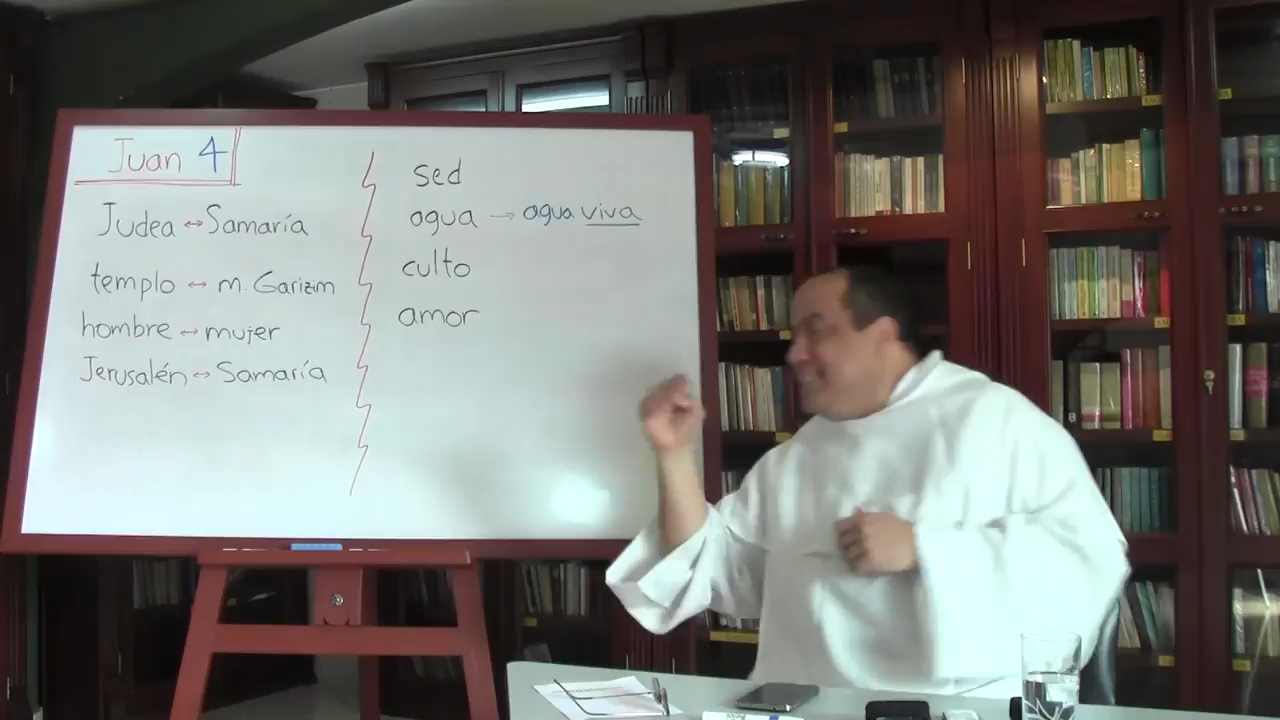 Juan 4
Judea ↔ Samaría
templo ↔ m. Garizim
hombre ↔ mujer
Jerusalén ↔ Samaría
sed
agua → agua viva
culto
amor